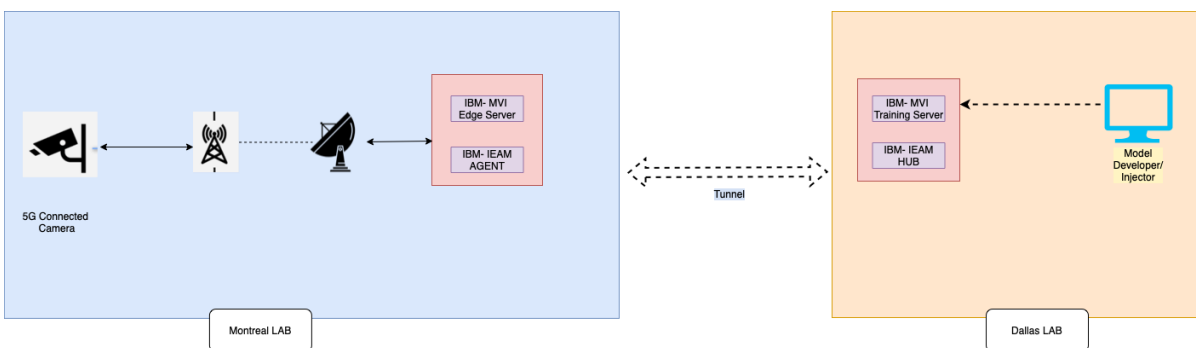 IBM- MVI
Edge Server
IBM- IEAM
AGENT
5G Connected
Camera
Montreal LAB
Tunnel
IBM- MVI
Training Server
IBM- IEAM
HUB
Model
Developer/
Injector
Dallas LAB